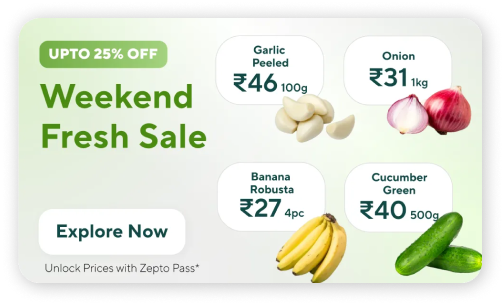 UPTO 25% OFF
Weekend
Fresh Sale
Garlic
Peeled
₹46 100g
Onion
₹31 1kg
Banana
Robusta
₹27 4pc
Cucumber
Green
₹40 500g
Explore Now
Unlock Prices with Zepto Pass*